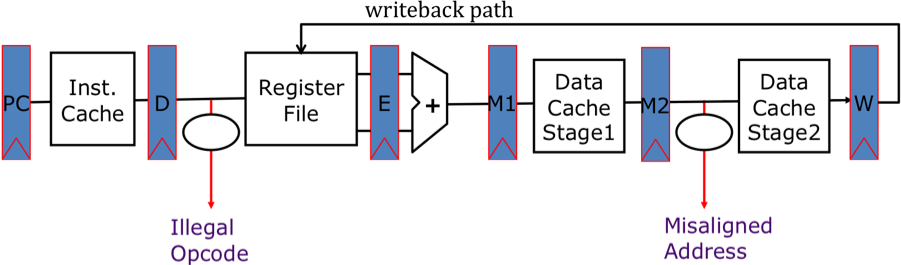 writeback path
PC
Inst.
Cache
D
Register
File
E
+
M1
Data
Cache
Stage1
M2
Data
Cache
Stage2
W
Illegal
Opcode
Misaligned
Address